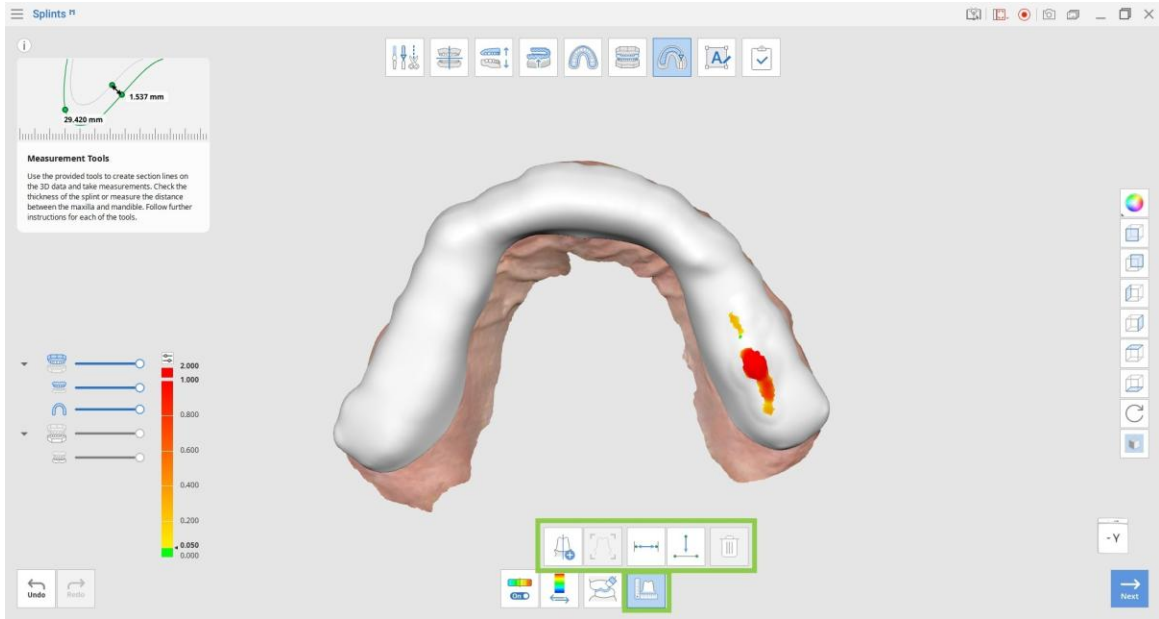 Splints
1.537 mm
29.420 mm
Measurement Tools
Use the provided tools to create section lines on
the 3D data and take measurements. Check the
thickness of the splint or measure the distance
between the maxilla and mandible. Follow further
instructions for each of the tools.
2.000
1.000
0.800
0.600
0.400
0.200
0.050
0.000
- Y
Undo
Redo
On
Next